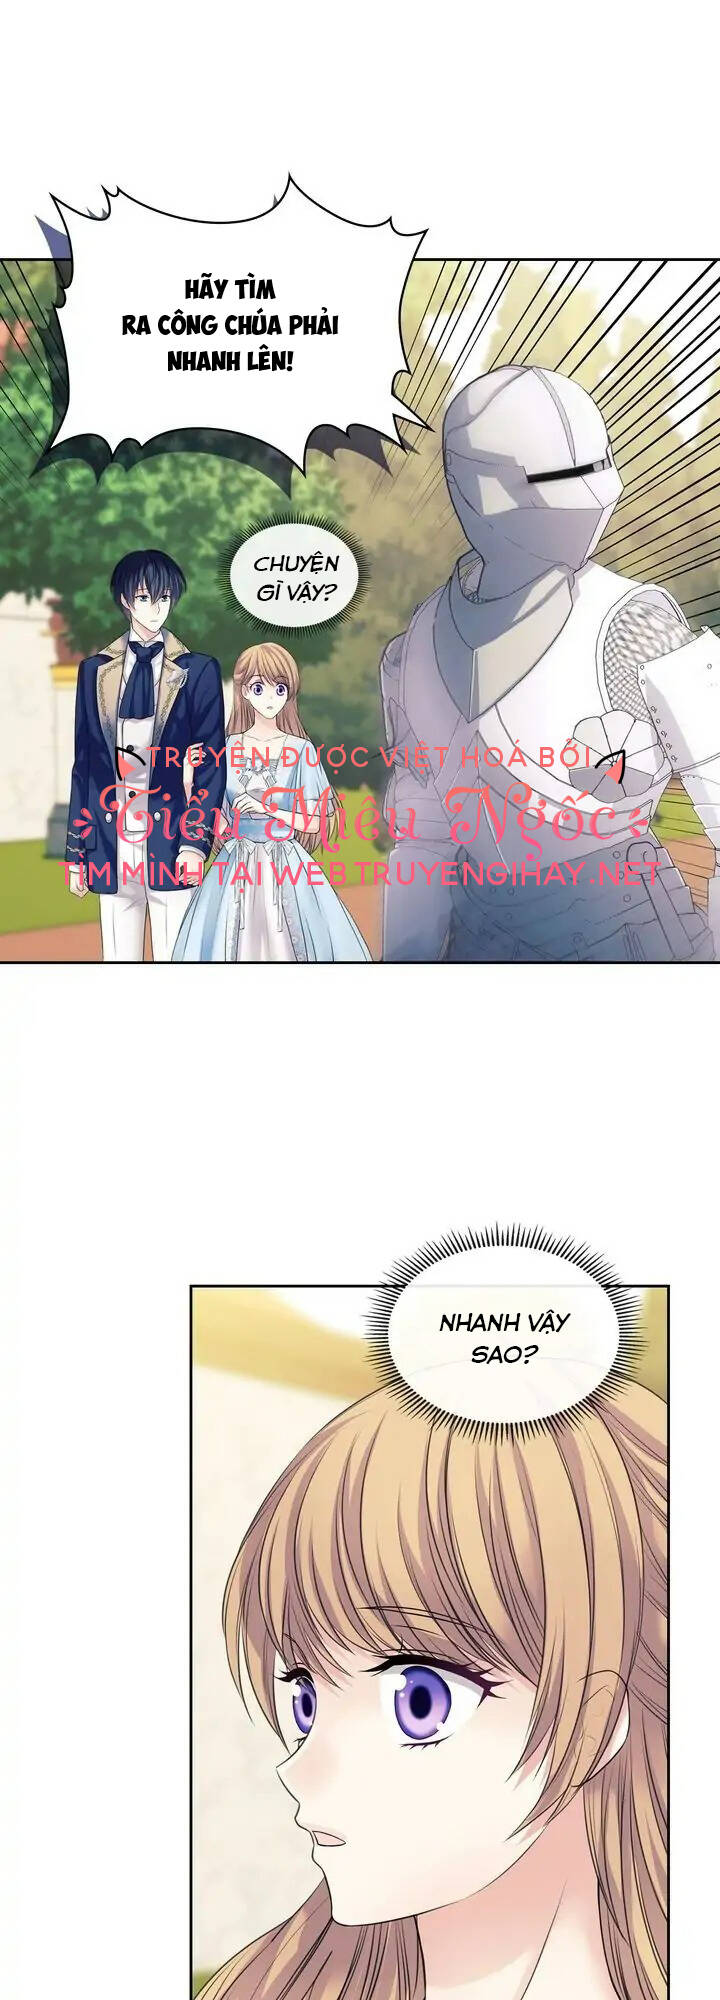 HÃY TÌM
RA CÔNG CHÚA PHẢI
NHANH LÊN!
CHUYỆN
GÌ VẬY?
TRUYỆN ĐƯỢC VIỆT HOÁ BỞI
Tiểu Miêu Ngốc
TÌM MÌNH TẠI WEB TRUYENGIHAY.NET
NHANH VẬY
SAO?